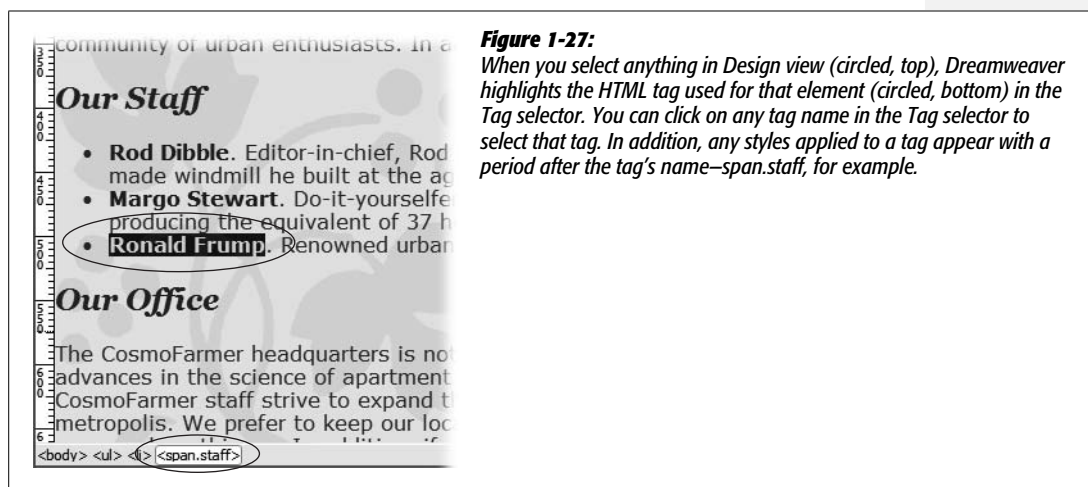 community of urban enthusiasts. In a
Our Staff
• Rod Dibble. Editor-in-chief, Rod
made windmill he built at the ag
• Margo Stewart. Do-it-yourselfe
producing the equivalent of 37 h
• Ronald Frump. Renowned urban
Our Office
The CosmoFarmer headquarters is not
advances in the science of apartment
CosmoFarmer staff strive to expand t
metropolis. We prefer to keep our loc
<body> <ul> <li> <span.staff>
Figure 1-27:
When you select anything in Design view (circled, top), Dreamweaver
highlights the HTML tag used for that element (circled, bottom) in the
Tag selector. You can click on any tag name in the Tag selector to
select that tag. In addition, any styles applied to a tag appear with a
period after the tag's name—span.staff, for example.